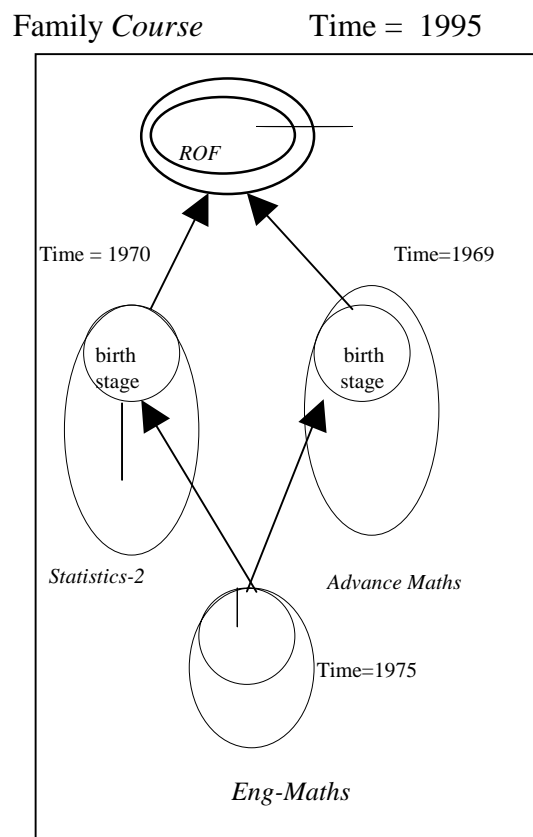 Family Course Time = 1995
ROF
Time = 1970 Time=1969
birth
stage
birth
stage
Statistics-2 Advance Maths
Time=1975
Eng-Maths